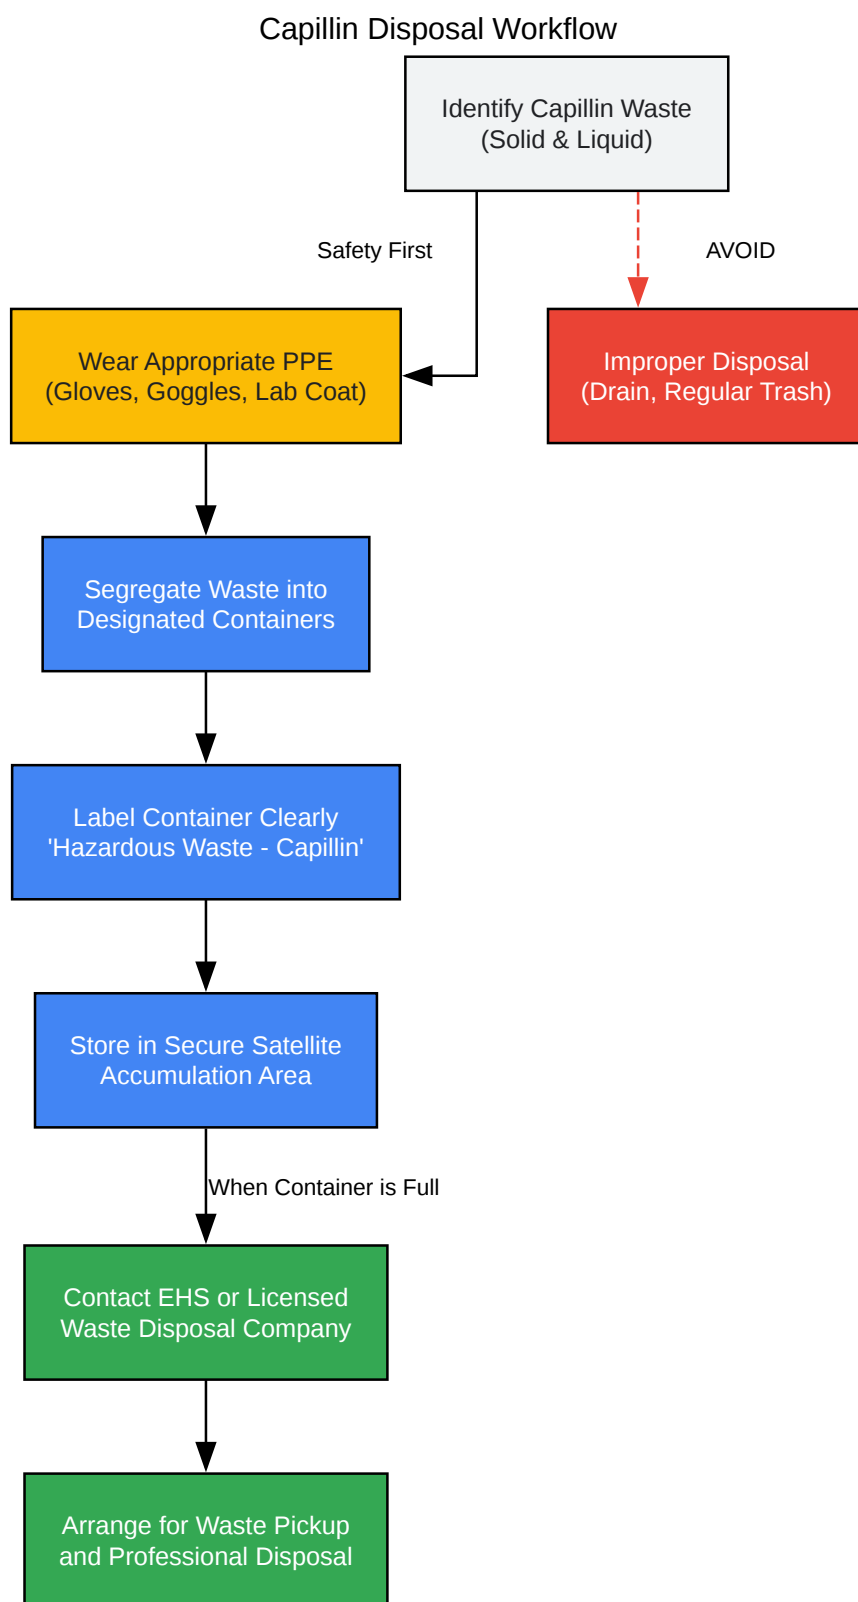 Capillin Disposal Workflow
Identify Capillin Waste
(Solid & Liquid)
Safety First
AVOID
Wear Appropriate PPE
(Gloves, Goggles, Lab Coat)
Improper Disposal
(Drain, Regular Trash)
Segregate Waste into
Designated Containers
Label Container Clearly
'Hazardous Waste - Capillin'
Store in Secure Satellite
Accumulation Area
When Container is Full
Contact EHS or Licensed
Waste Disposal Company
Arrange for Waste Pickup
and Professional Disposal